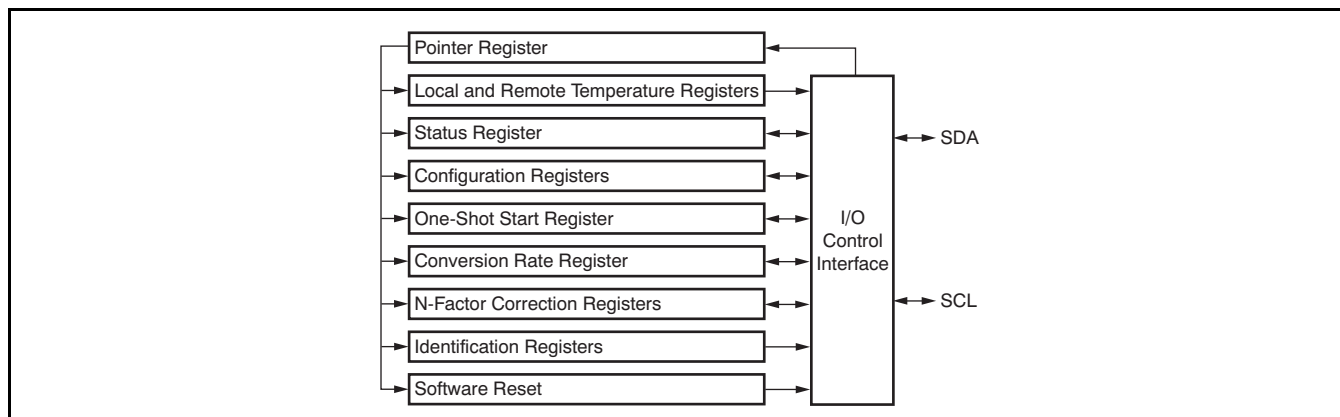 Pointer Register
Local and Remote Temperature Registers
Status Register
Configuration Registers
One-Shot Start Register
Conversion Rate Register
N-Factor Correction Registers
Identification Registers
Software Reset
I/O
Control
Interface
SDA
SCL